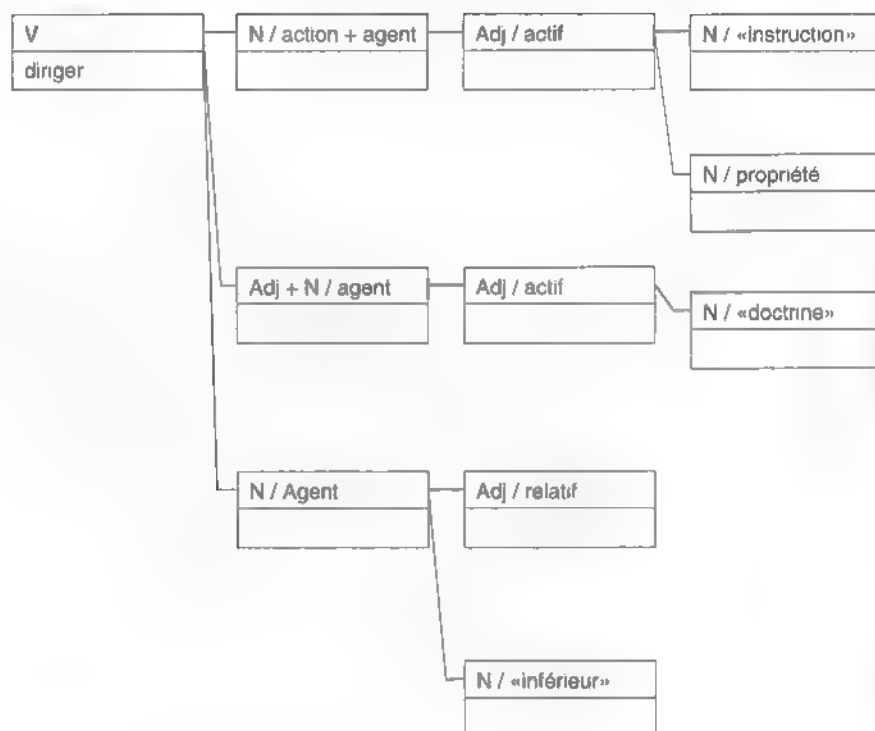 V
diriger
N / action + agent
Adj / actif
N / «instruction»
N / propriété
Adj + N / agent
Adj / actif
N / «doctrine»
N / Agent
Adj / relatif
N / «inférieur»